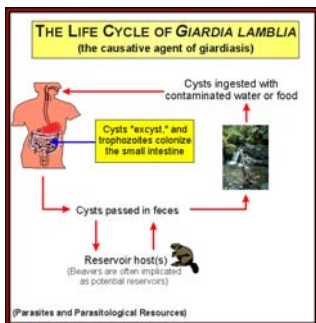 THE LIFE CYCLE OF GIARDIA LAMBLIA
(the causative agent of giardiasis)
Cysts ingested with
contaminated water or food
Cysts "excyst," and
trophozoites colonize
the small intestine
Cysts passed in feces
Reservoir host(s)
(Beavers are often implicated
as potential reservoirs)
(Parasites and Parasitological Resources)